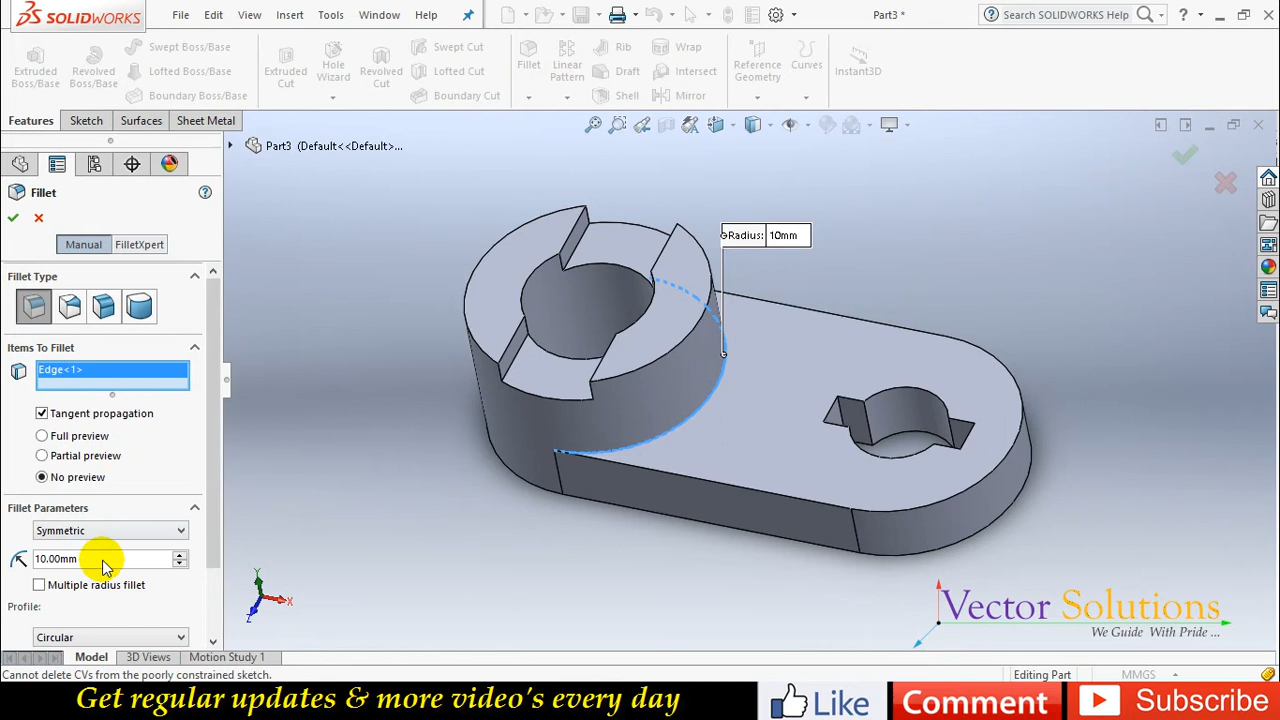 SOLIDWORKS
File Edit View Insert Tools Window Help
Part3 *
Search SOLIDWORKS Help
?
Extruded Boss/Base
Revolved Boss/Base
Swept Boss/Base
Lofted Boss/Base
Boundary Boss/Base
Extruded Cut
Hole Wizard
Revolved Cut
Swept Cut
Lofted Cut
Boundary Cut
Fillet
Linear Pattern
Rib
Draft
Shell
Wrap
Intersect
Mirror
Reference Geometry
Curves
Instant3D
Features Sketch Surfaces Sheet Metal
Part3 (Default<<Default>...
Fillet
?
Manual FilletXpert
Fillet Type
Items To Fillet
Edge<1>
Tangent propagation
Full preview
Partial preview
No preview
Fillet Parameters
Symmetric
10.00mm
Multiple radius fillet
Profile:
Circular
Radius: 10mm
Y
X
Z
Vector Solutions
We Guide With Pride ...
Model 3D Views Motion Study 1
Cannot delete CVs from the poorly constrained sketch.
Editing Part
MMGS
Get regular updates & more video's every day
Like
Comment
Subscribe